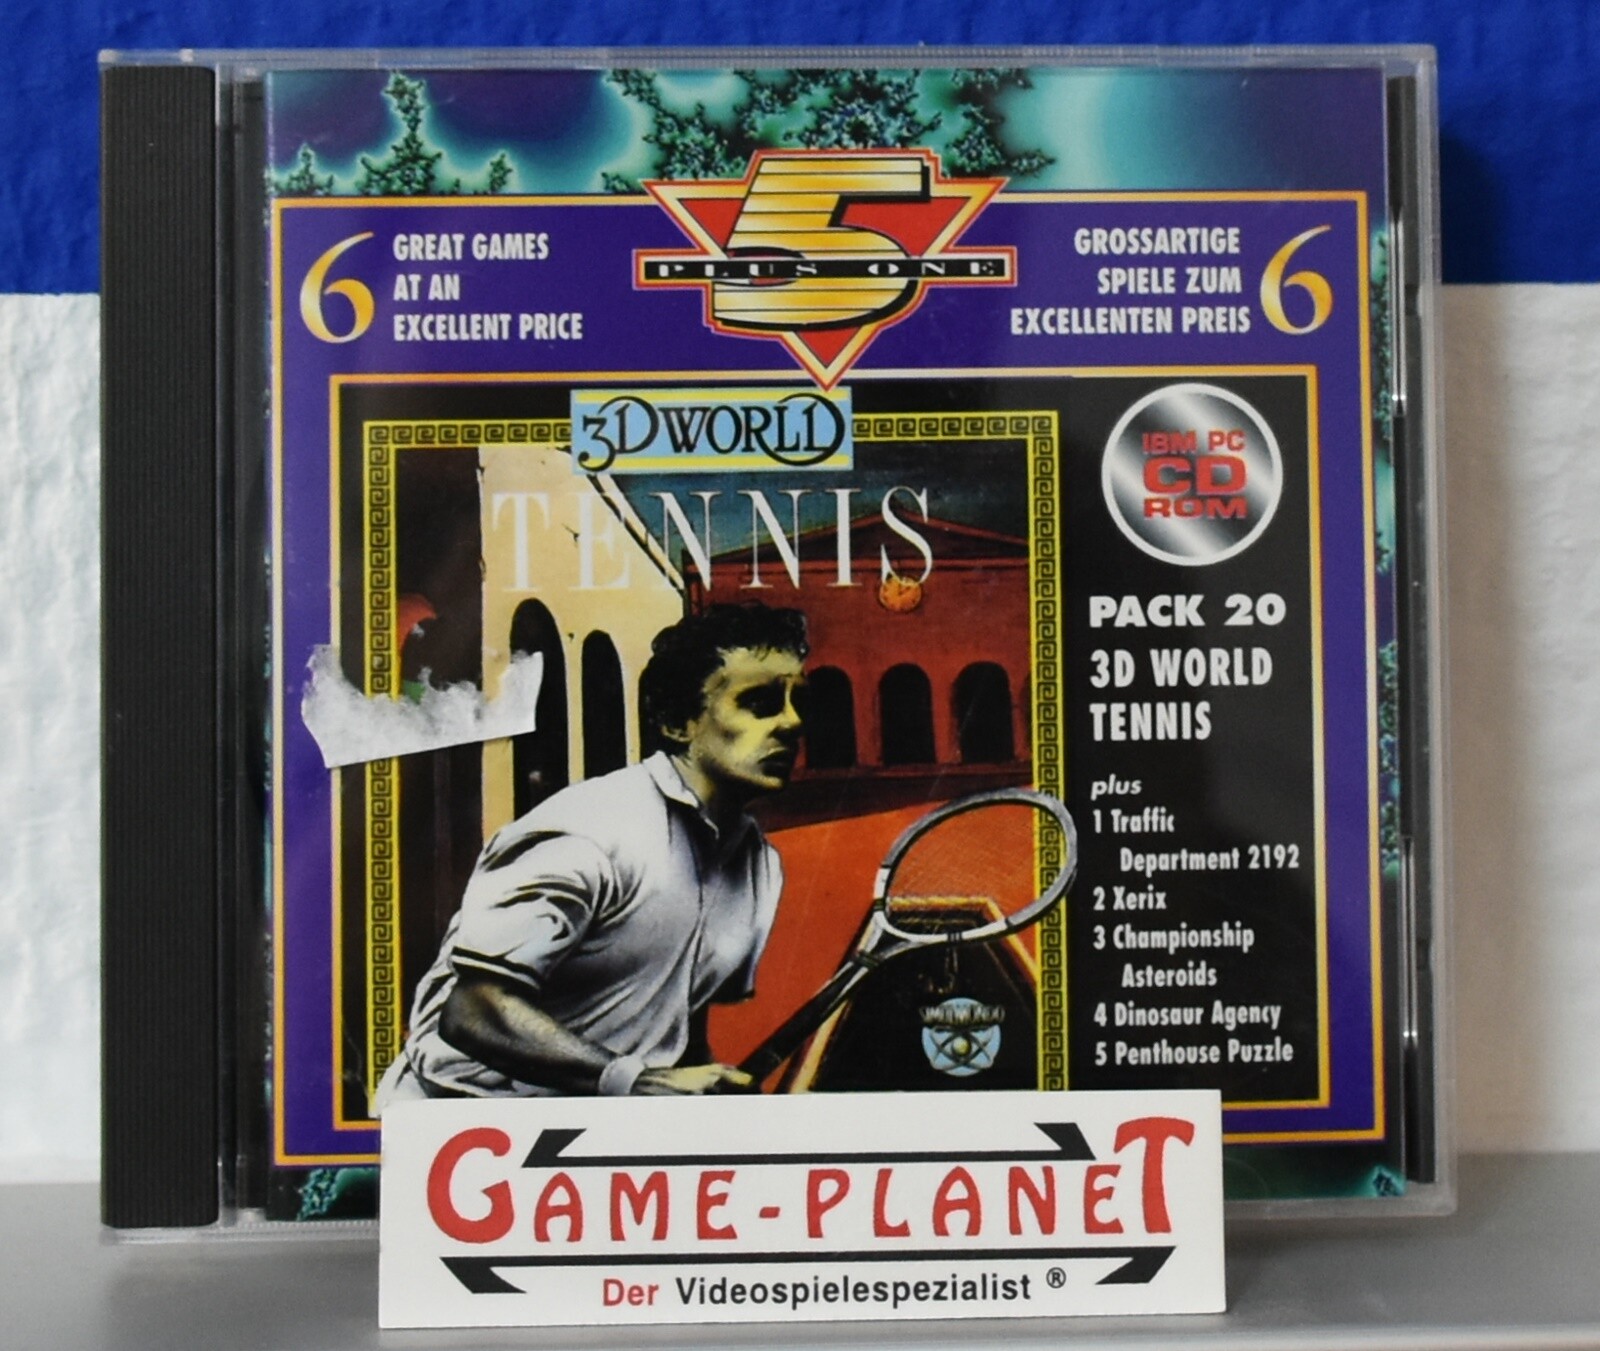 6
GREAT GAMES
AT AN
EXCELLENT PRICE
5
PLUS ONE
GROSSARTIGE
SPIELE ZUM
EXCELLENTEN PREIS
6
3D WORLD
TENNIS
IBM PC
CD
ROM
PACK 20
3D WORLD
TENNIS
plus
1 Traffic
Department 2192
2 Xerix
3 Championship
Asteroids
4 Dinosaur Agency
5 Penthouse Puzzle
SIMULMONDO
GAME-PLANET
Der Videospielespezialist ®